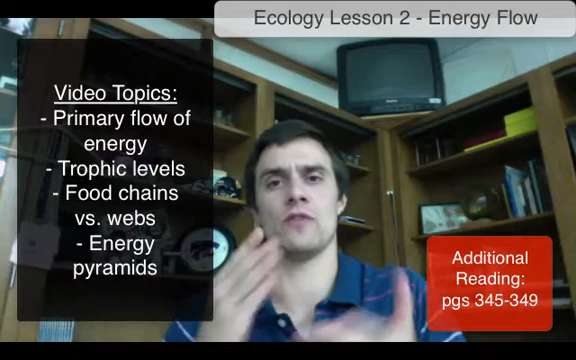 Ecology Lesson 2 - Energy Flow
Video Topics:
- Primary flow of
energy
- Trophic levels
- Food chains
vs. webs
- Energy
pyramids
Additional
Reading:
pgs 345-349